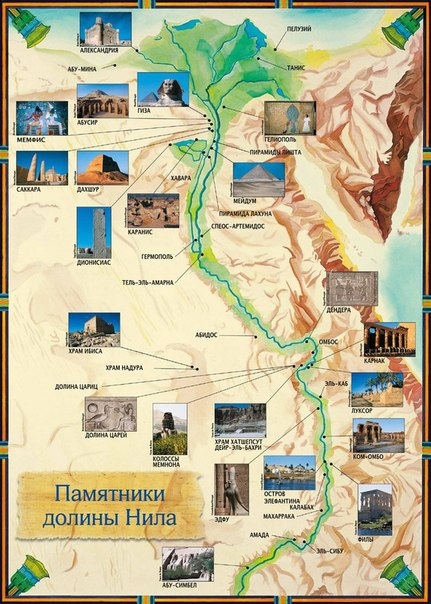 АЛЕКСАНДРИЯ
ПЕЛУЗИЙ
АБУ-МИНА
ТАНИС
АБУСИР
ГИЗА
ГЕЛИОПОЛЬ
МЕМФИС
ПИРАМИДЫ ЛИШТА
САККАРА
ДАХШУР
ХАВАРА
МЕЙДУМ
ПИРАМИДА ЛАХУНА
КАРАНИС
СПЕОС-АРТЕМИДОС
ДИОНИСИАС
ГЕРМОПОЛЬ
ТЕЛЬ-ЭЛЬ-АМАРНА
ДЕНДЕРА
АБИДОС
ОМБОС
ХРАМ ИБИСА
КАРНАК
ХРАМ НАДУРА
ДОЛИНА ЦАРИЦ
ЭЛЬ-КАБ
ЛУКСОР
ДОЛИНА ЦАРЕЙ
КОЛОССЫ
МЕМНОНА
ХРАМ ХАТШЕПСУТ
ДЕЙР-ЭЛЬ-БАХРИ
КОМ-ОМБО
Памятники
долины Нила
ЭДФУ
ОСТРОВ
ЭЛЕФАНТИНА
КАЛАБАХ
МАХАРРАКА
ФИЛЫ
АМАДА
ЭЛЬ-СИБУ
АБУ-СИМБЕЛ